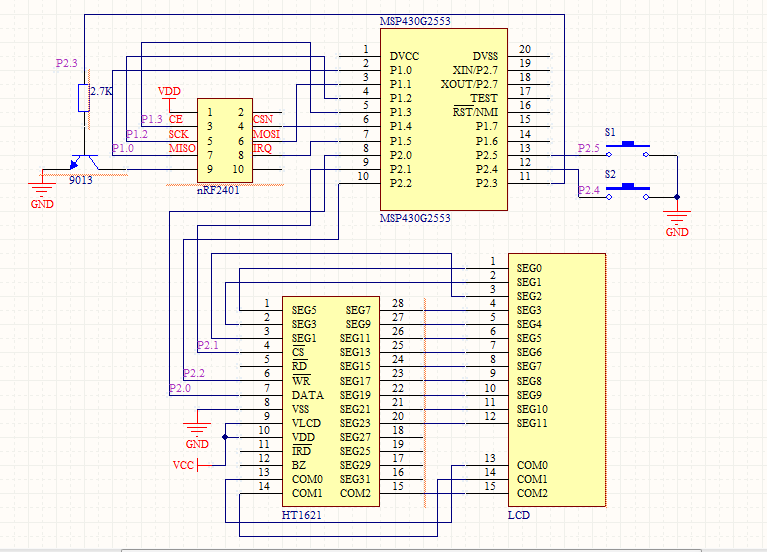 MSP430G2553
1 DVCC DVSS 20
2 P1.0 XIN/P2.7 19
3 P1.1 XOUT/P2.7 18
4 P1.2 TEST 17
5 P1.3 RST/NMI 16
6 P1.4 P1.7 15
7 P1.5 P1.6 14
8 P2.0 P2.5 13
9 P2.1 P2.4 12
10 P2.2 P2.3 11
MSP430G2553
P2.3
2.7K
VDD
1 2
P1.3 CE 3 4 CSN
P1.2 SCK 5 6 MOSI
P1.0 MISO 7 8 IRQ
9 10
nRF2401
9013
GND
S1
P2.5
S2
P2.4
GND
1 SEG0
2 SEG1
3 SEG2
4 SEG3
5 SEG4
6 SEG5
7 SEG6
8 SEG7
9 SEG8
10 SEG9
11 SEG10
12 SEG11
13 COM0
14 COM1
15 COM2
LCD
1 SEG5 SEG7 28
2 SEG3 SEG9 27
3 SEG1 SEG11 26
P2.1 4 CS SEG13 25
5 RD SEG15 24
P2.2 6 WR SEG17 23
P2.0 7 DATA SEG19 22
8 VSS SEG21 21
9 VLCD SEG23 20
10 VDD SEG27 18
11 IRD SEG25 19
12 BZ SEG29 17
13 COM0 SEG31 16
14 COM1 COM2 15
GND
VCC
HT1621